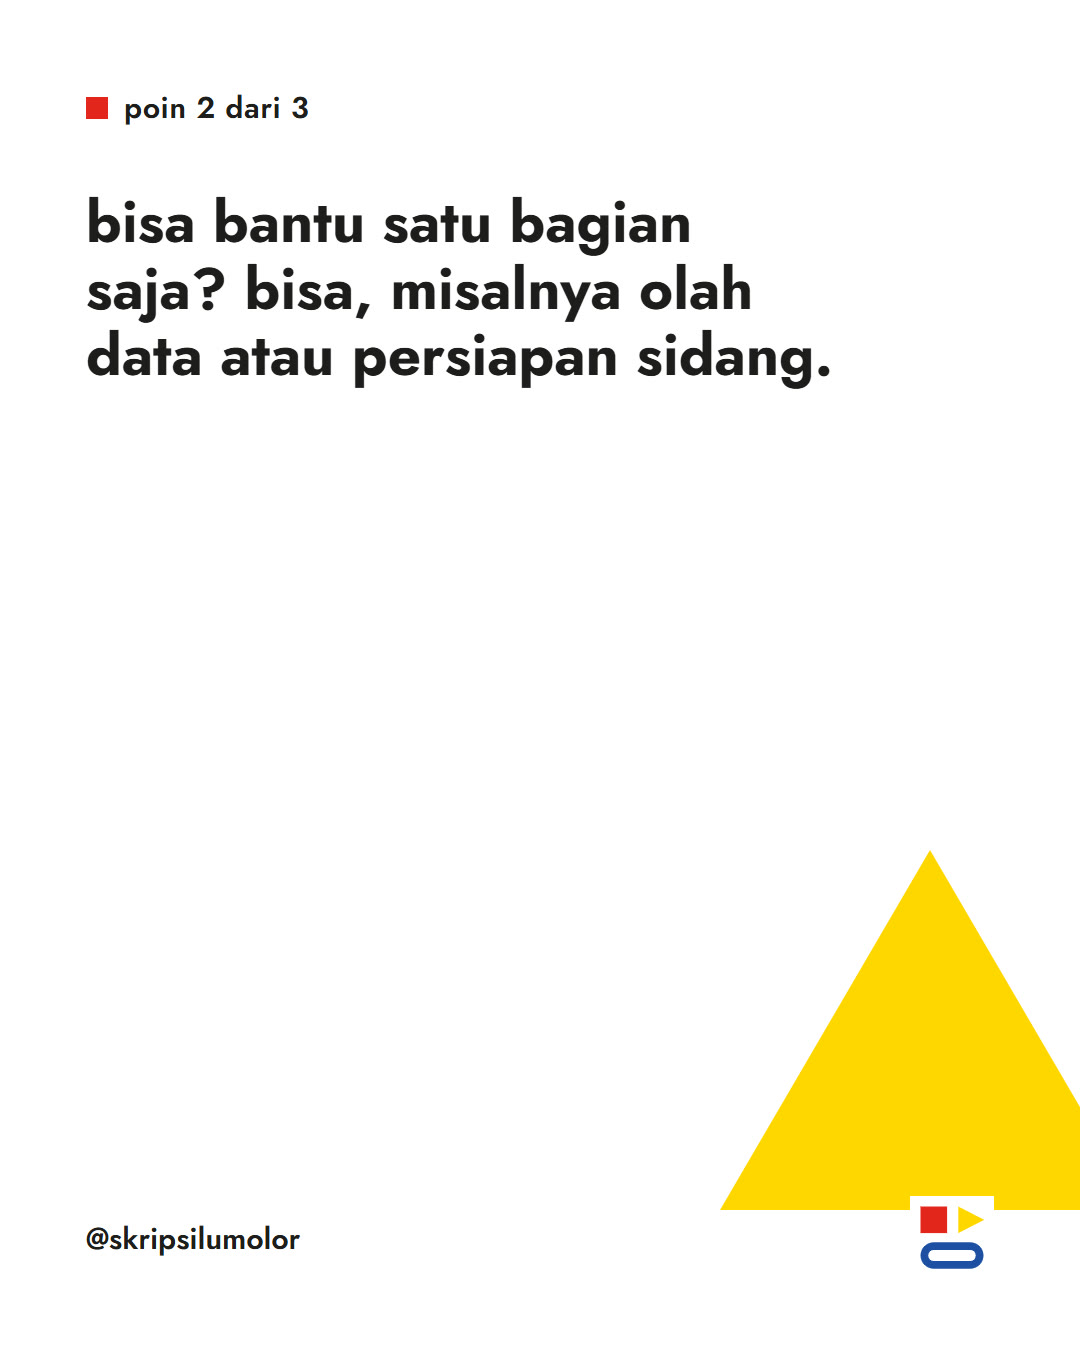 poin 2 dari 3
bisa bantu satu bagian
saja? bisa, misalnya olah
data atau persiapan sidang.
@skripsilumolor